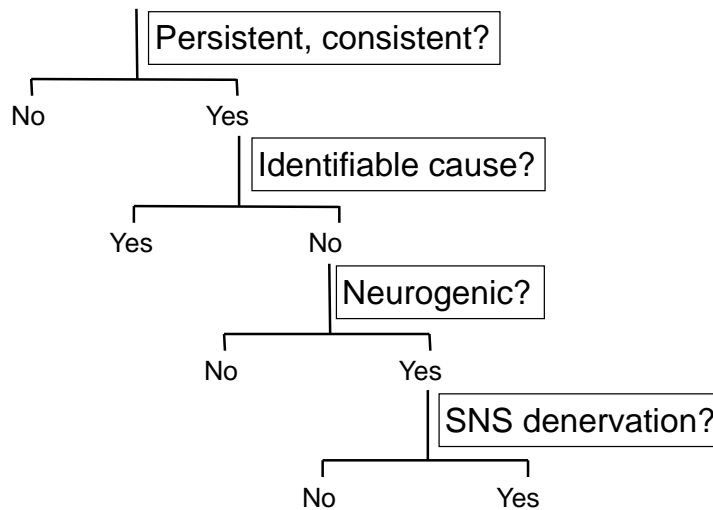 Persistent, consistent?
No
Yes
Identifiable cause?
Yes
No
Neurogenic?
No
Yes
SNS denervation?
No
Yes